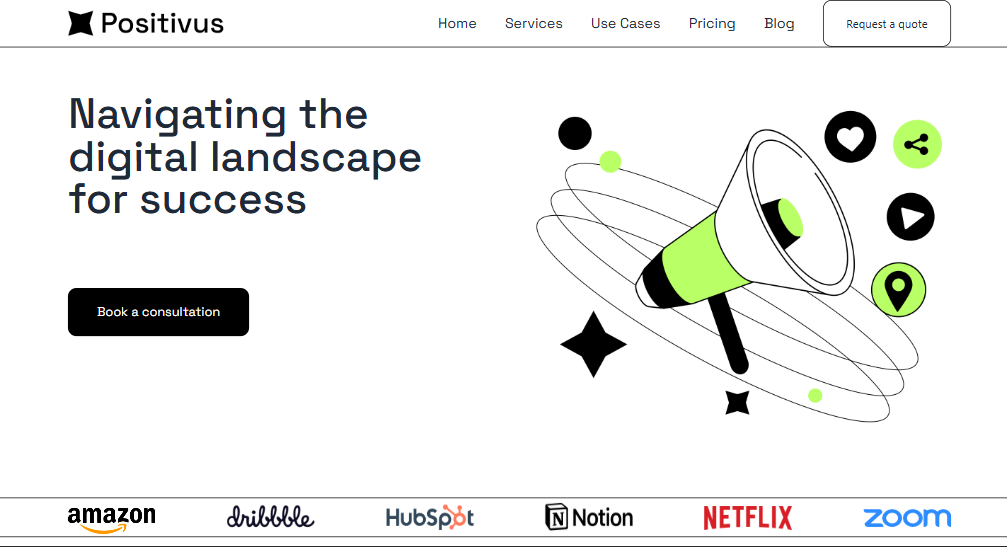 Positivus
Home Services Use Cases Pricing Blog Request a quote
Navigating the
digital landscape
for success
Book a consultation
amazon dribbble HubSpot Notion NETFLIX zoom